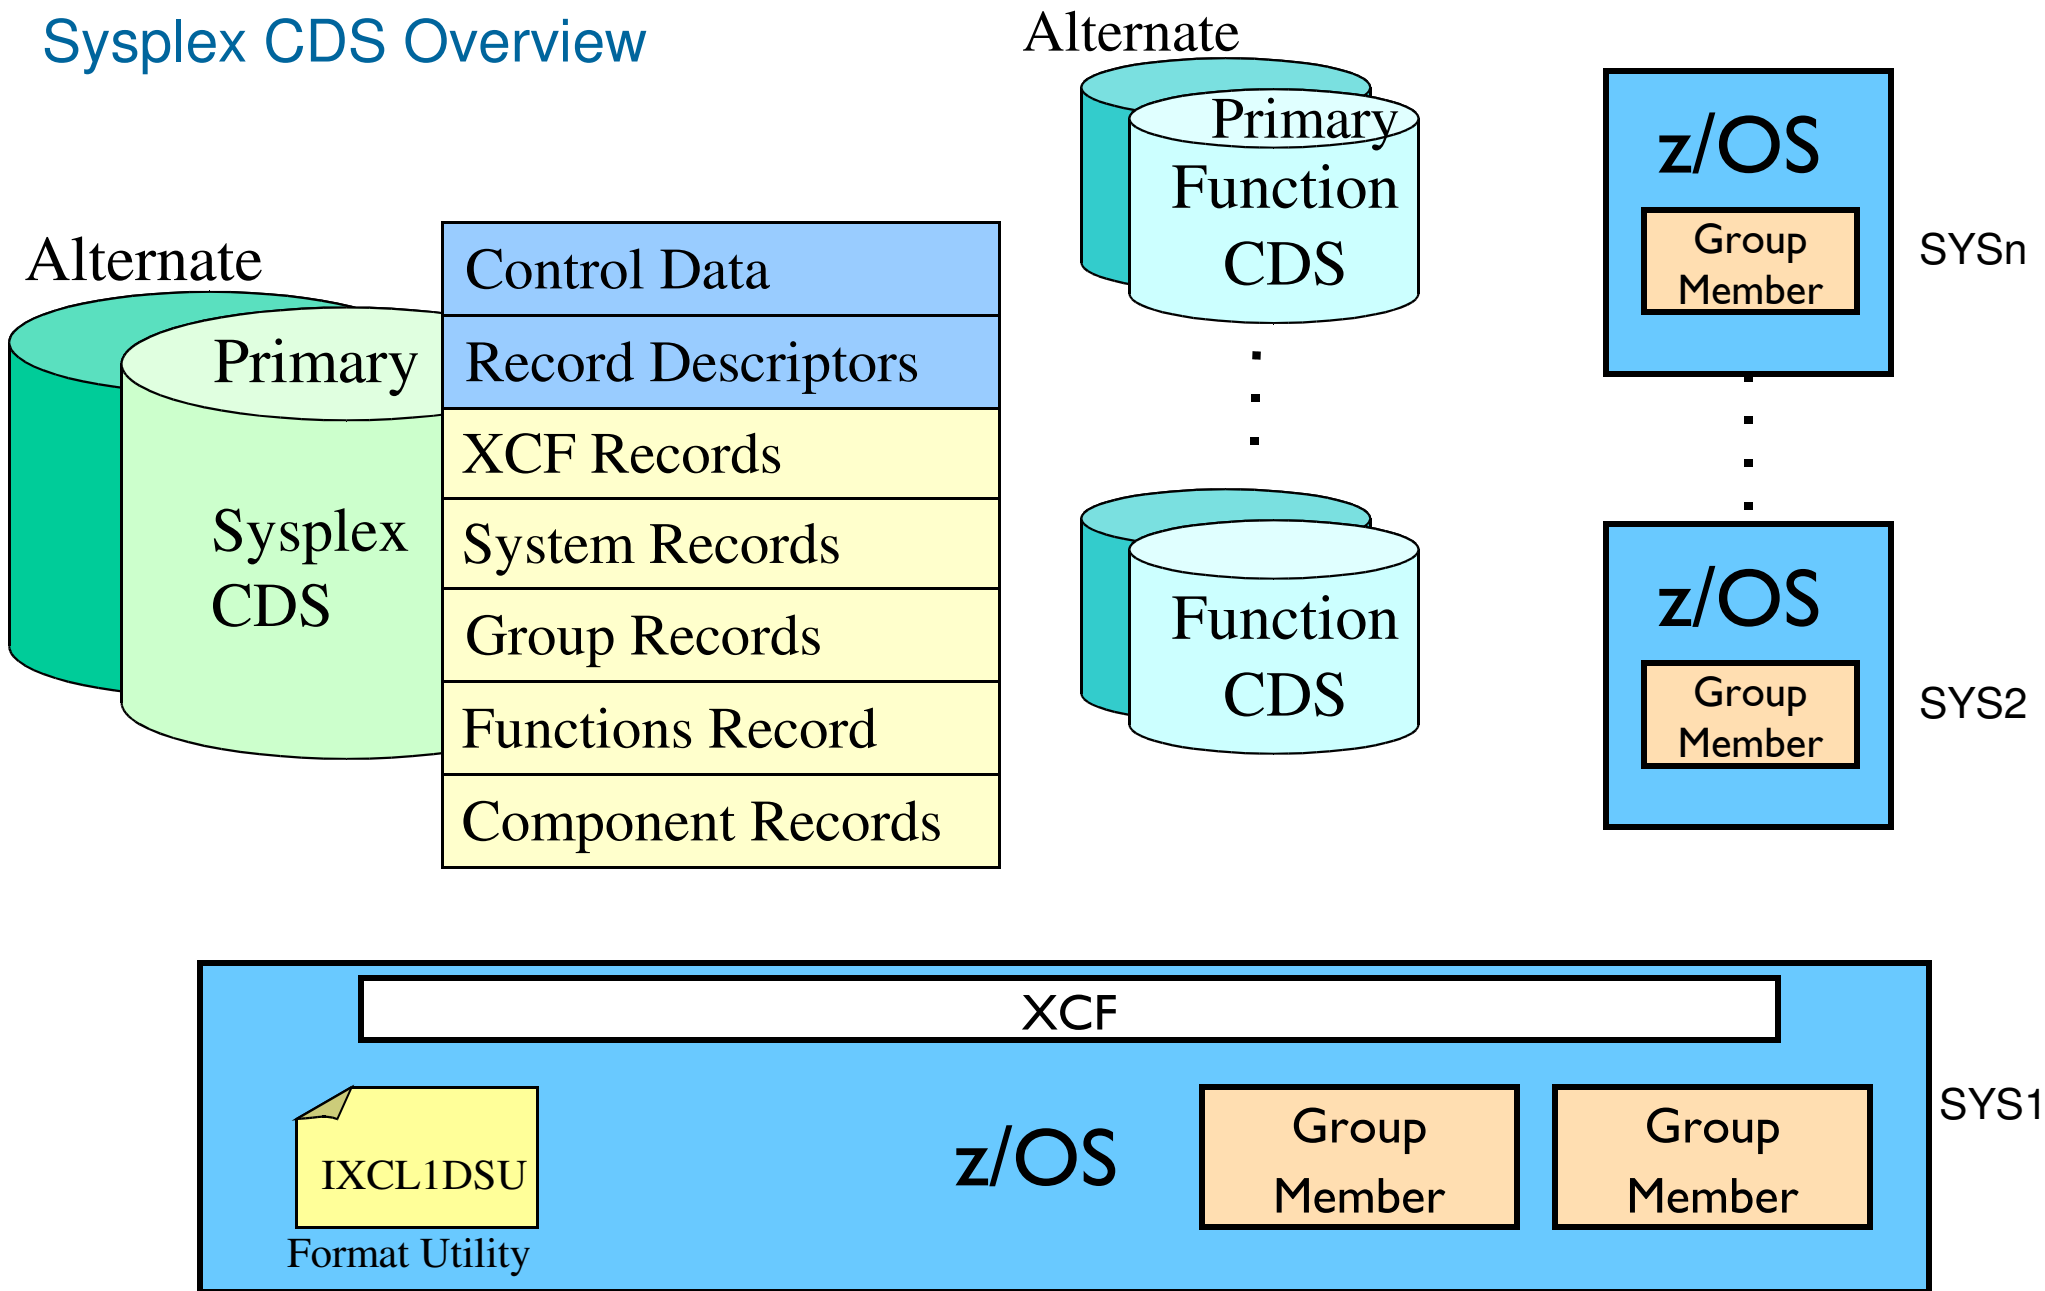 Sysplex CDS Overview
Alternate
Primary
Sysplex
CDS
Control Data
Record Descriptors
XCF Records
System Records
Group Records
Functions Record
Component Records
Alternate
Primary
Function
CDS
Function
CDS
z/OS
Group
Member
SYSn
z/OS
Group
Member
SYS2
XCF
IXCL1DSU
Format Utility
z/OS
Group
Member
Group
Member
SYS1